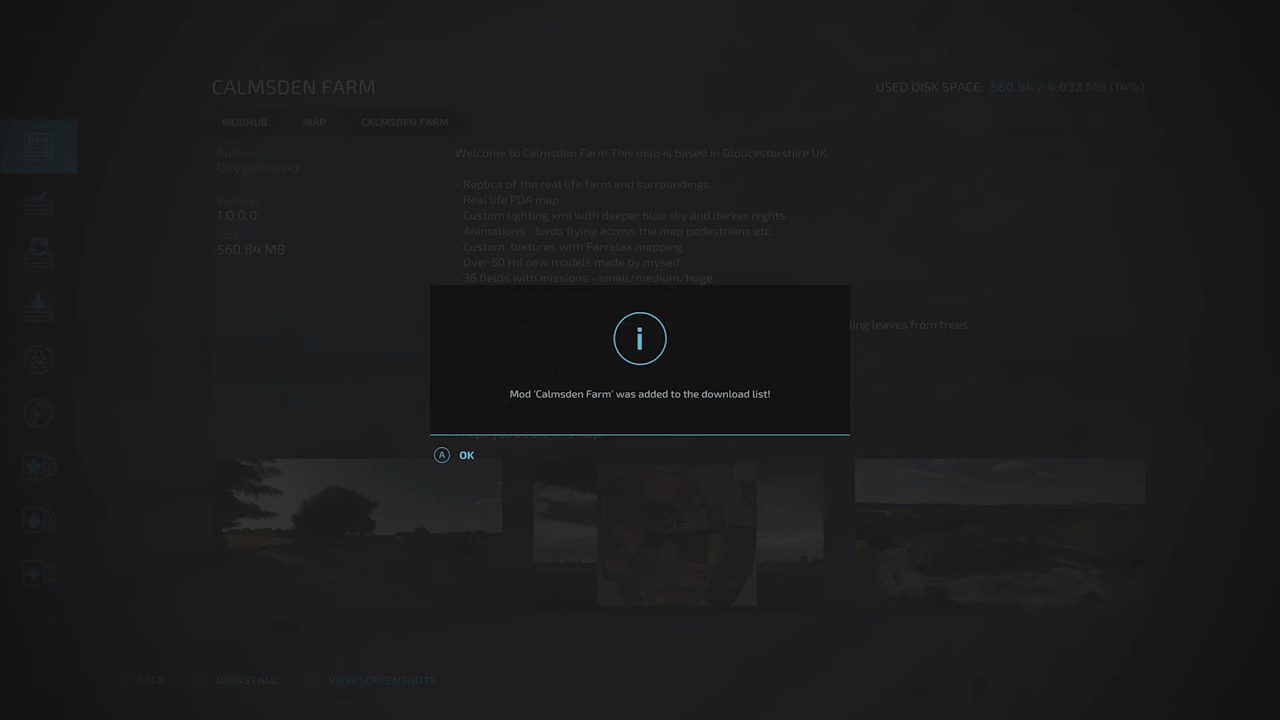 CALMSDEN FARM
USED DISK SPACE: 560.84 / 4,032 MB (14%)
MODHUB MAP CALMSDEN FARM
Author
Oxygendavid
Version
1.0.0.0
Size
560.84 MB
Welcome to Calmsden Farm This map is based in Gloucestershire UK.
- Replica of the real life farm and surroundings.
- Real life PDA map
- Custom lighting xml with deeper blue sky and darker nights
- Animations - birds flying across the map pedestrians etc.
- Custom textures with Parralax mapping
- Over 50 Hd new models made by myself
- 36 fields with missions - small/medium/huge.
leaves from trees
i
Mod 'Calmsden Farm' was added to the download list!
A OK
BACK UNINSTALL VIEW SCREENSHOTS